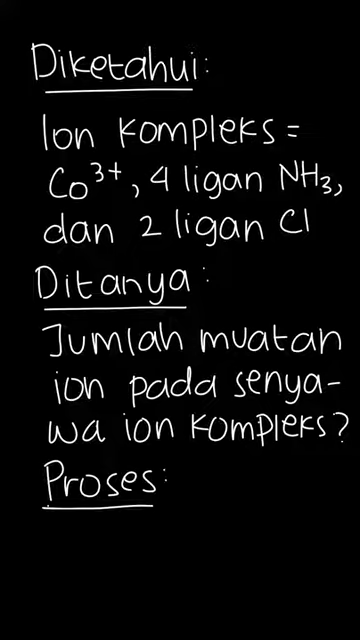 Diketahui:
Ion kompleks =
Co³⁺, 4 ligan NH₃,
dan 2 ligan Cl
Ditanya:
Jumlah muatan
ion pada senya-
wa ion kompleks?
Proses: